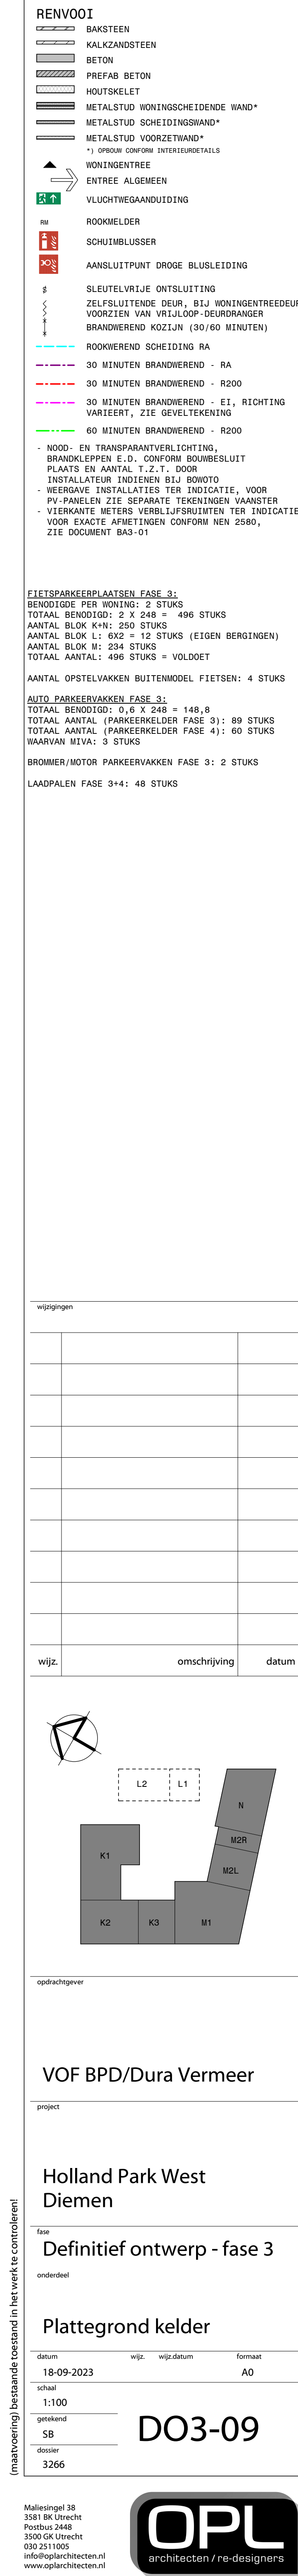 RENVOOI
BAKSTEEN
KALKZANDSTEEN
BETON
PREFAB BETON
HOUTSKELET
METALSTUD WONINGSCHEIDENDE WAND*
METALSTUD SCHEIDINGSWAND*
METALSTUD VOORZETWAND*
*) OPBOUW CONFORM INTERIEURDETAILS
WONINGENTREE
ENTREE ALGEMEEN
VLUCHTWEGAANDUIDING
RM ROOKMELDER
SCHUIMBLUSSER
AANSLUITPUNT DROGE BLUSLEIDING
SLEUTELVRIJE ONTSLUITING
ZELFSLUITENDE DEUR, BIJ WONINGENTREEDEUR
VOORZIEN VAN VRIJLOOP-DEURDRANGER
BRANDWEREND KOZIJN (30/60 MINUTEN)
ROOKWEREND SCHEIDING RA
30 MINUTEN BRANDWEREND - RA
30 MINUTEN BRANDWEREND - R200
30 MINUTEN BRANDWEREND - EI, RICHTING
VARIEERT, ZIE GEVELTEKENING
60 MINUTEN BRANDWEREND - R200
- NOOD- EN TRANSPARANTVERLICHTING,
BRANDKLEPPEN E.D. CONFORM BOUWBESLUIT
PLAATS EN AANTAL T.Z.T. DOOR
INSTALLATEUR INDIENEN BIJ BOWOTO
- WEERGAVE INSTALLATIES TER INDICATIE, VOOR
PV-PANELEN ZIE SEPARATE TEKENINGEN VAANSTER
- VIERKANTE METERS VERBLIJFSRUIMTEN TER INDICATIE
VOOR EXACTE AFMETINGEN CONFORM NEN 2580,
ZIE DOCUMENT BA3-01
FIETSPARKEERPLAATSEN FASE 3:
BENODIGDE PER WONING: 2 STUKS
TOTAAL BENODIGD: 2 X 248 = 496 STUKS
AANTAL BLOK K+N: 250 STUKS
AANTAL BLOK L: 6X2 = 12 STUKS (EIGEN BERGINGEN)
AANTAL BLOK M: 234 STUKS
TOTAAL AANTAL: 496 STUKS = VOLDOET
AANTAL OPSTELVAKKEN BUITENMODEL FIETSEN: 4 STUKS
AUTO PARKEERVAKKEN FASE 3:
TOTAAL BENODIGD: 0,6 X 248 = 148,8
TOTAAL AANTAL (PARKEERKELDER FASE 3): 89 STUKS
TOTAAL AANTAL (PARKEERKELDER FASE 4): 60 STUKS
WAARVAN MIVA: 3 STUKS
BROMMER/MOTOR PARKEERVAKKEN FASE 3: 2 STUKS
LAADPALEN FASE 3+4: 48 STUKS
wijzigingen
wijz. omschrijving datum
L2 L1
N
M2R
K1
M2L
K2 K3 M1
opdrachtgever
VOF BPD/Dura Vermeer
project
Holland Park West
Diemen
fase
Definitief ontwerp - fase 3
onderdeel
Plattegrond kelder
datum wijz. wijz.datum formaat
18-09-2023 A0
schaal
1:100
getekend
SB
DO3-09
dossier
3266
(maatvoering) bestaande toestand in het werk te controleren!
Maliesingel 38
3581 BK Utrecht
Postbus 2448
3500 GK Utrecht
030 2511005
info@oplarchitecten.nl
www.oplarchitecten.nl
OPL
architecten / re-designers